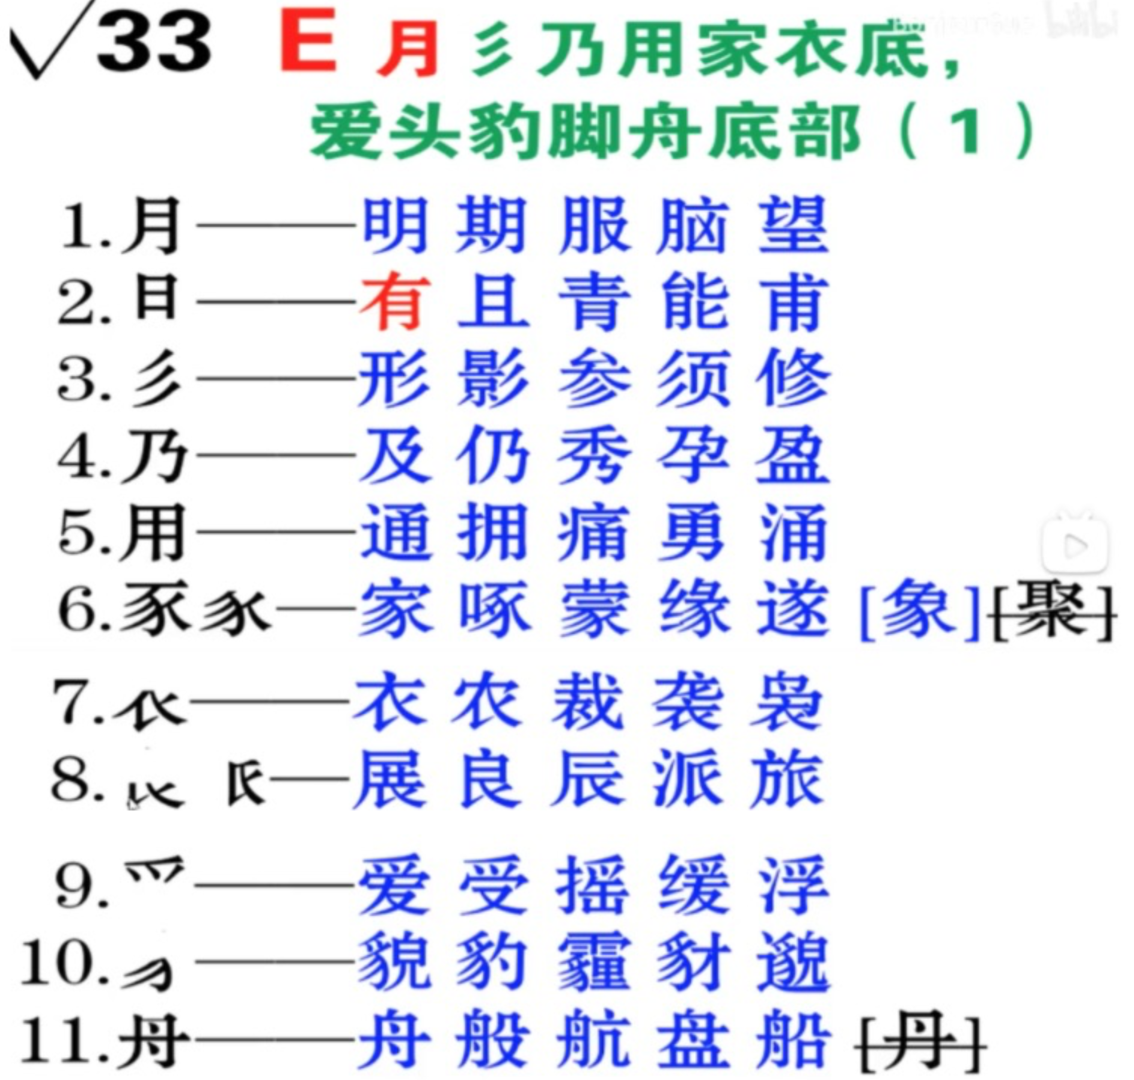 33 E 月彡乃用家衣底，
爱头豹脚舟底部（1）
1.月——明 期 服 脑 望
2.⺝——有 且 青 能 甫
3.彡——形 影 参 须 修
4.乃——及 仍 秀 孕 盈
5.用——通 拥 痛 勇 涌
6.豕 ——家 啄 蒙 缘 遂 [象][聚]
7.——衣 农 裁 袭 袅
8. ——展 良 辰 派 旅
9.爫——爱 受 摇 缓 浮
10.——貌 豹 霾 豺 邈
11.舟——舟 般 航 盘 船 [丹]
bilibili